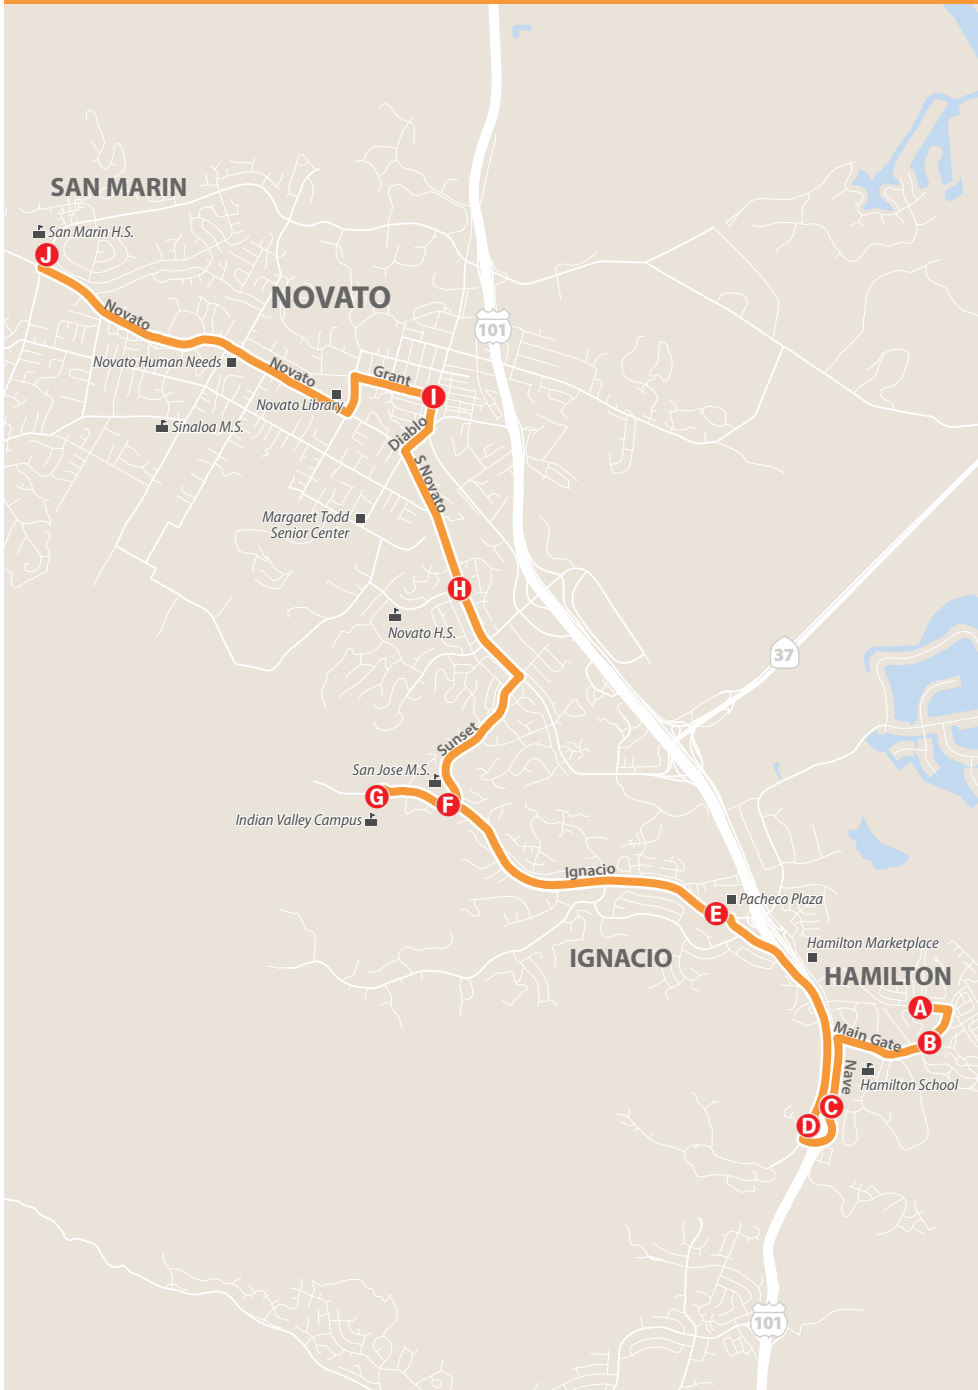 SAN MARIN
San Marin H.S.
J
NOVATO
Novato
101
Novato Human Needs
Novato
Grant
Novato Library
I
Sinaloa M.S.
Diablo
S Novato
Margaret Todd
Senior Center
H
Novato H.S.
37
Sunset
San Jose M.S.
G
F
Indian Valley Campus
Ignacio
Pacheco Plaza
E
Hamilton Marketplace
IGNACIO
HAMILTON
A
Main Gate
B
Nave
Hamilton School
C
D
101